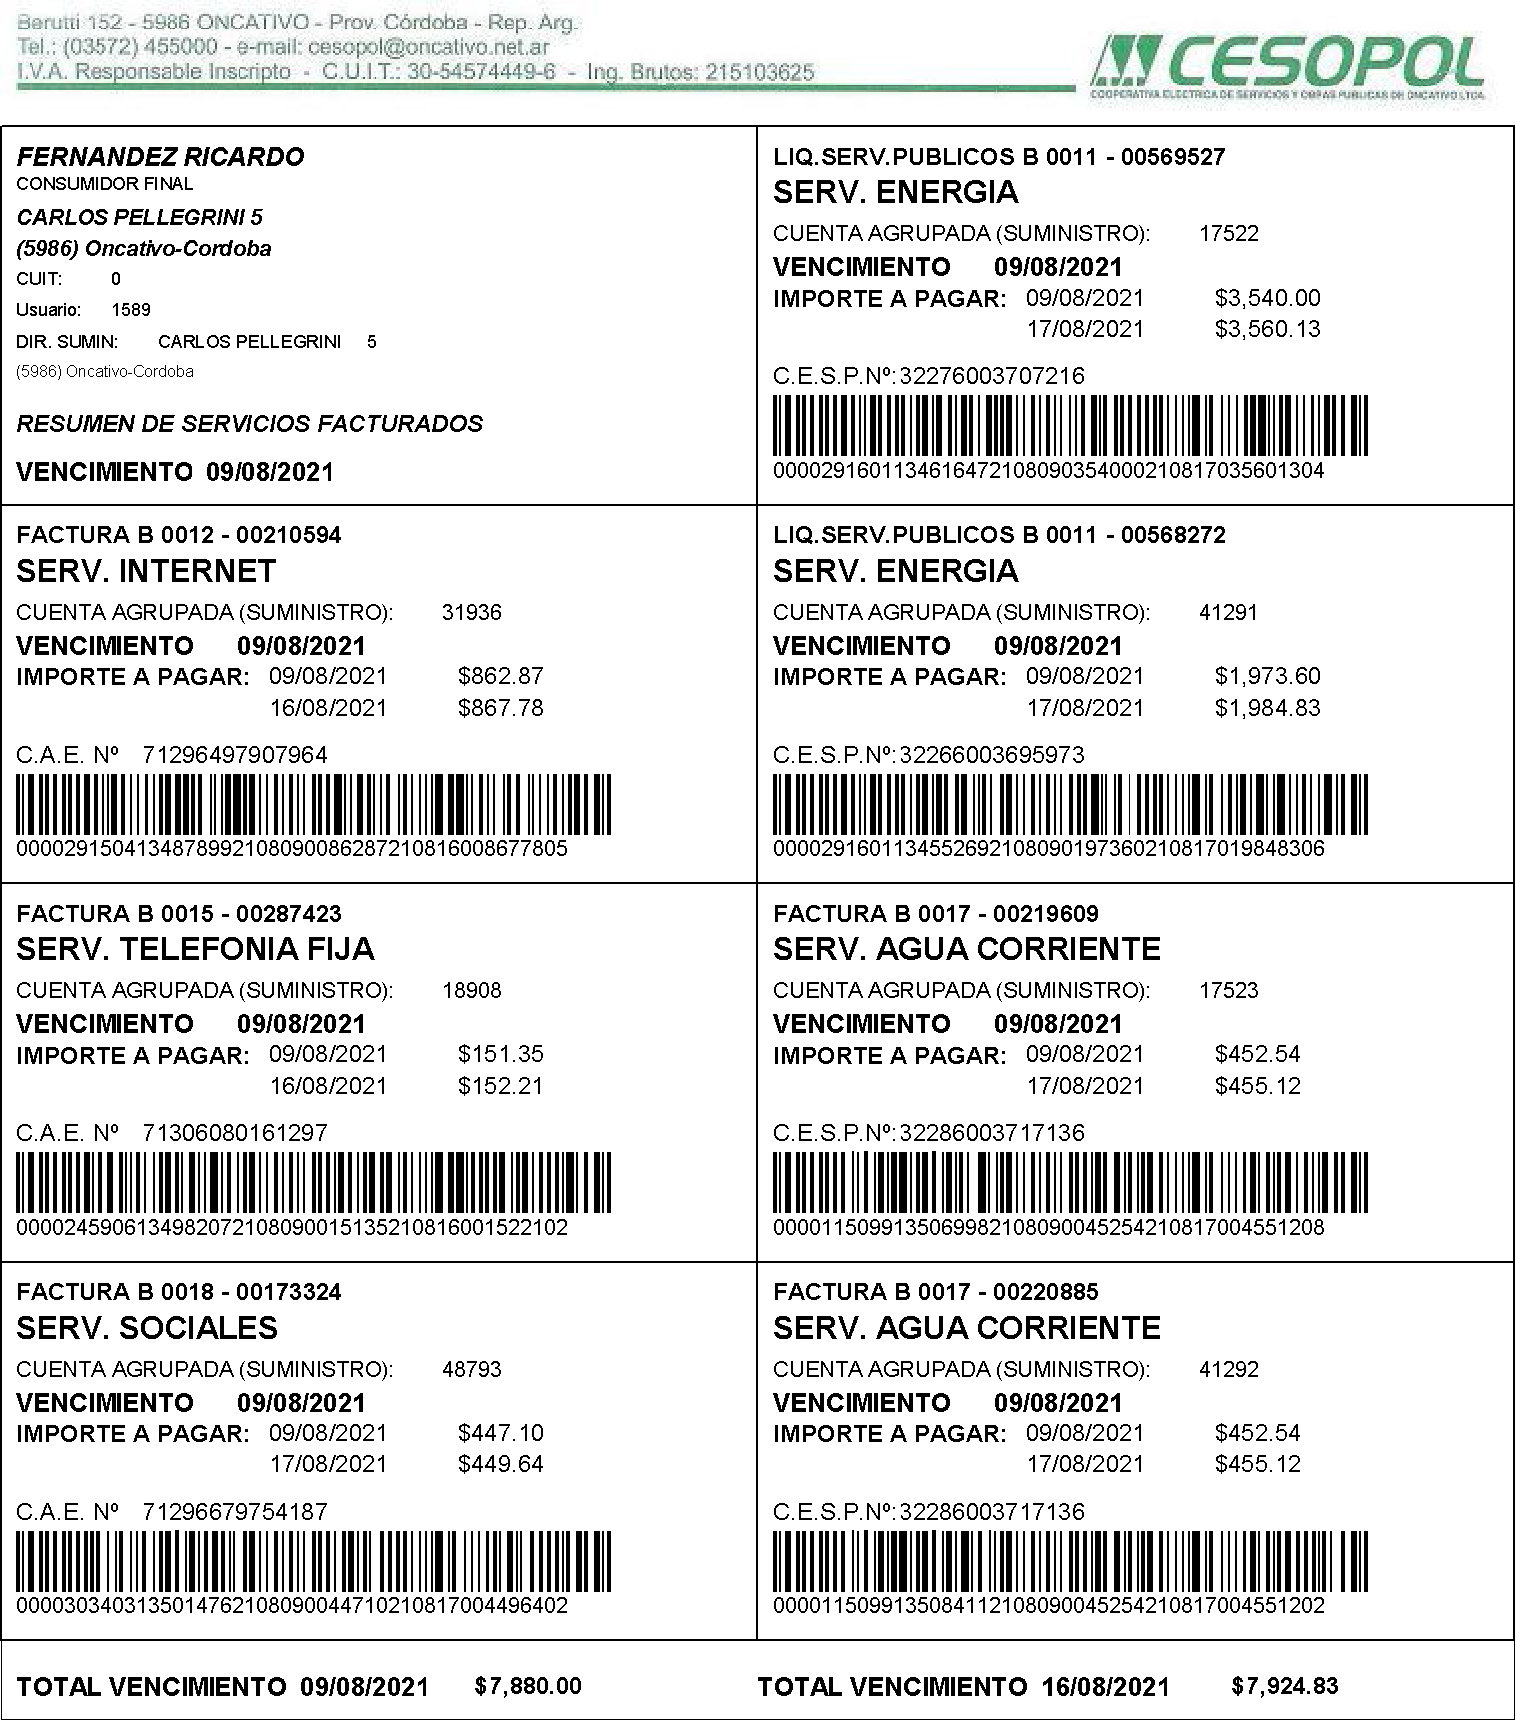 Berutti 152 - 5986 ONCATIVO - Prov. Córdoba - Rep. Arg.
Tel.: (03572) 455000 - e-mail: cesopol@oncativo.net.ar
I.V.A. Responsable Inscripto - C.U.I.T.: 30-54574449-6 - Ing. Brutos: 215103625
CESOPOL
COOPERATIVA ELECTRICA DE SERVICIOS Y OBRAS PUBLICAS DE ONCATIVO LTDA.
FERNANDEZ RICARDO
CONSUMIDOR FINAL
CARLOS PELLEGRINI 5
(5986) Oncativo-Cordoba
CUIT: 0
Usuario: 1589
DIR. SUMIN: CARLOS PELLEGRINI 5
(5986) Oncativo-Cordoba
RESUMEN DE SERVICIOS FACTURADOS
VENCIMIENTO 09/08/2021
LIQ.SERV.PUBLICOS B 0011 - 00569527
SERV. ENERGIA
CUENTA AGRUPADA (SUMINISTRO): 17522
VENCIMIENTO 09/08/2021
IMPORTE A PAGAR: 09/08/2021 $3,540.00
17/08/2021 $3,560.13
C.E.S.P.Nº: 32276003707216
0000291601134616472108090354000210817035601304
FACTURA B 0012 - 00210594
SERV. INTERNET
CUENTA AGRUPADA (SUMINISTRO): 31936
VENCIMIENTO 09/08/2021
IMPORTE A PAGAR: 09/08/2021 $862.87
16/08/2021 $867.78
C.A.E. Nº 71296497907964
0000291504134878992108090086287210816008677805
LIQ.SERV.PUBLICOS B 0011 - 00568272
SERV. ENERGIA
CUENTA AGRUPADA (SUMINISTRO): 41291
VENCIMIENTO 09/08/2021
IMPORTE A PAGAR: 09/08/2021 $1,973.60
17/08/2021 $1,984.83
C.E.S.P.Nº: 32266003695973
0000291601134552692108090197360210817019848306
FACTURA B 0015 - 00287423
SERV. TELEFONIA FIJA
CUENTA AGRUPADA (SUMINISTRO): 18908
VENCIMIENTO 09/08/2021
IMPORTE A PAGAR: 09/08/2021 $151.35
16/08/2021 $152.21
C.A.E. Nº 71306080161297
0000245906134982072108090015135210816001522102
FACTURA B 0017 - 00219609
SERV. AGUA CORRIENTE
CUENTA AGRUPADA (SUMINISTRO): 17523
VENCIMIENTO 09/08/2021
IMPORTE A PAGAR: 09/08/2021 $452.54
17/08/2021 $455.12
C.E.S.P.Nº: 32286003717136
0000115099135069982108090045254210817004551208
FACTURA B 0018 - 00173324
SERV. SOCIALES
CUENTA AGRUPADA (SUMINISTRO): 48793
VENCIMIENTO 09/08/2021
IMPORTE A PAGAR: 09/08/2021 $447.10
17/08/2021 $449.64
C.A.E. Nº 71296679754187
0000303403135014762108090044710210817004496402
FACTURA B 0017 - 00220885
SERV. AGUA CORRIENTE
CUENTA AGRUPADA (SUMINISTRO): 41292
VENCIMIENTO 09/08/2021
IMPORTE A PAGAR: 09/08/2021 $452.54
17/08/2021 $455.12
C.E.S.P.Nº: 32286003717136
0000115099135084112108090045254210817004551202
TOTAL VENCIMIENTO 09/08/2021 $7,880.00
TOTAL VENCIMIENTO 16/08/2021 $7,924.83